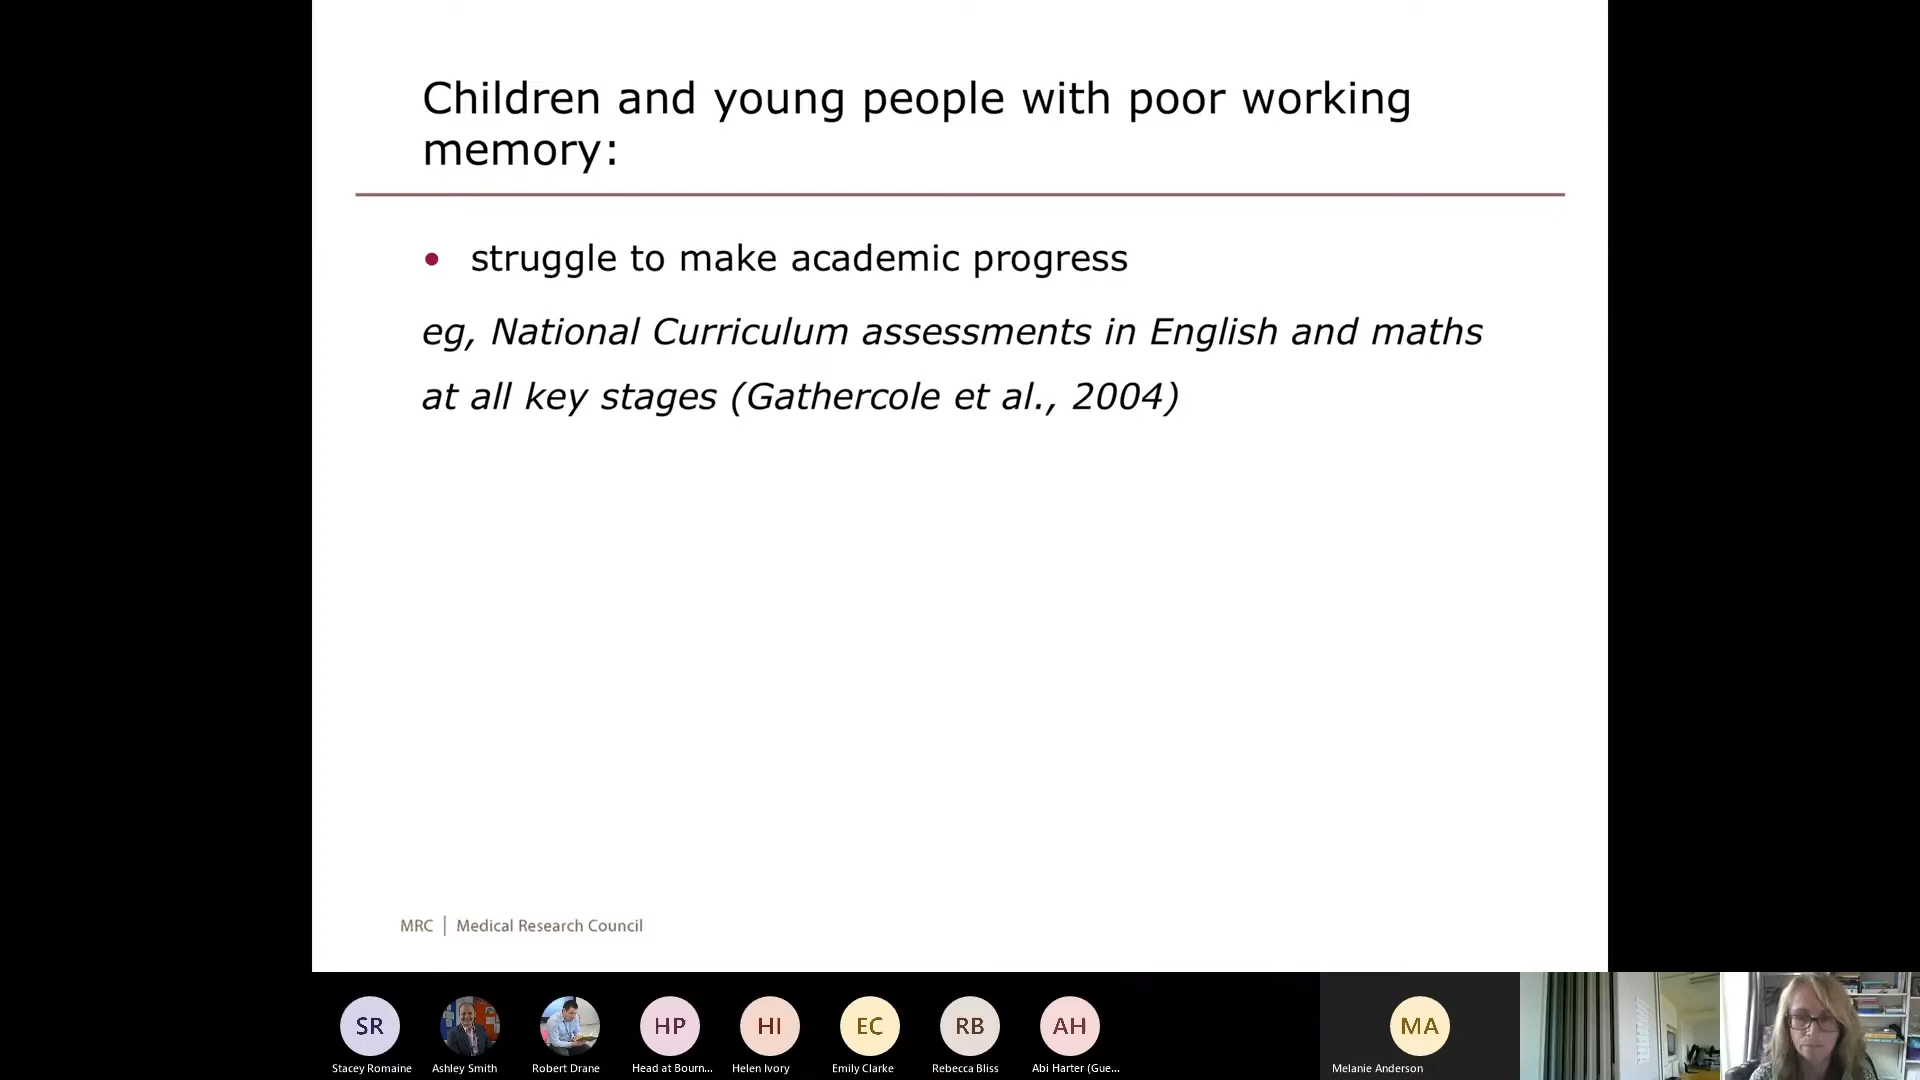 Children and young people with poor working
memory:
• struggle to make academic progress
eg, National Curriculum assessments in English and maths
at all key stages (Gathercole et al., 2004)
MRC | Medical Research Council
SR
HP
HI
EC
RB
AH
MA
Stacey Romaine
Ashley Smith
Robert Drane
Head at Bourn...
Helen Ivory
Emily Clarke
Rebecca Bliss
Abi Harter (Gue...
Melanie Anderson